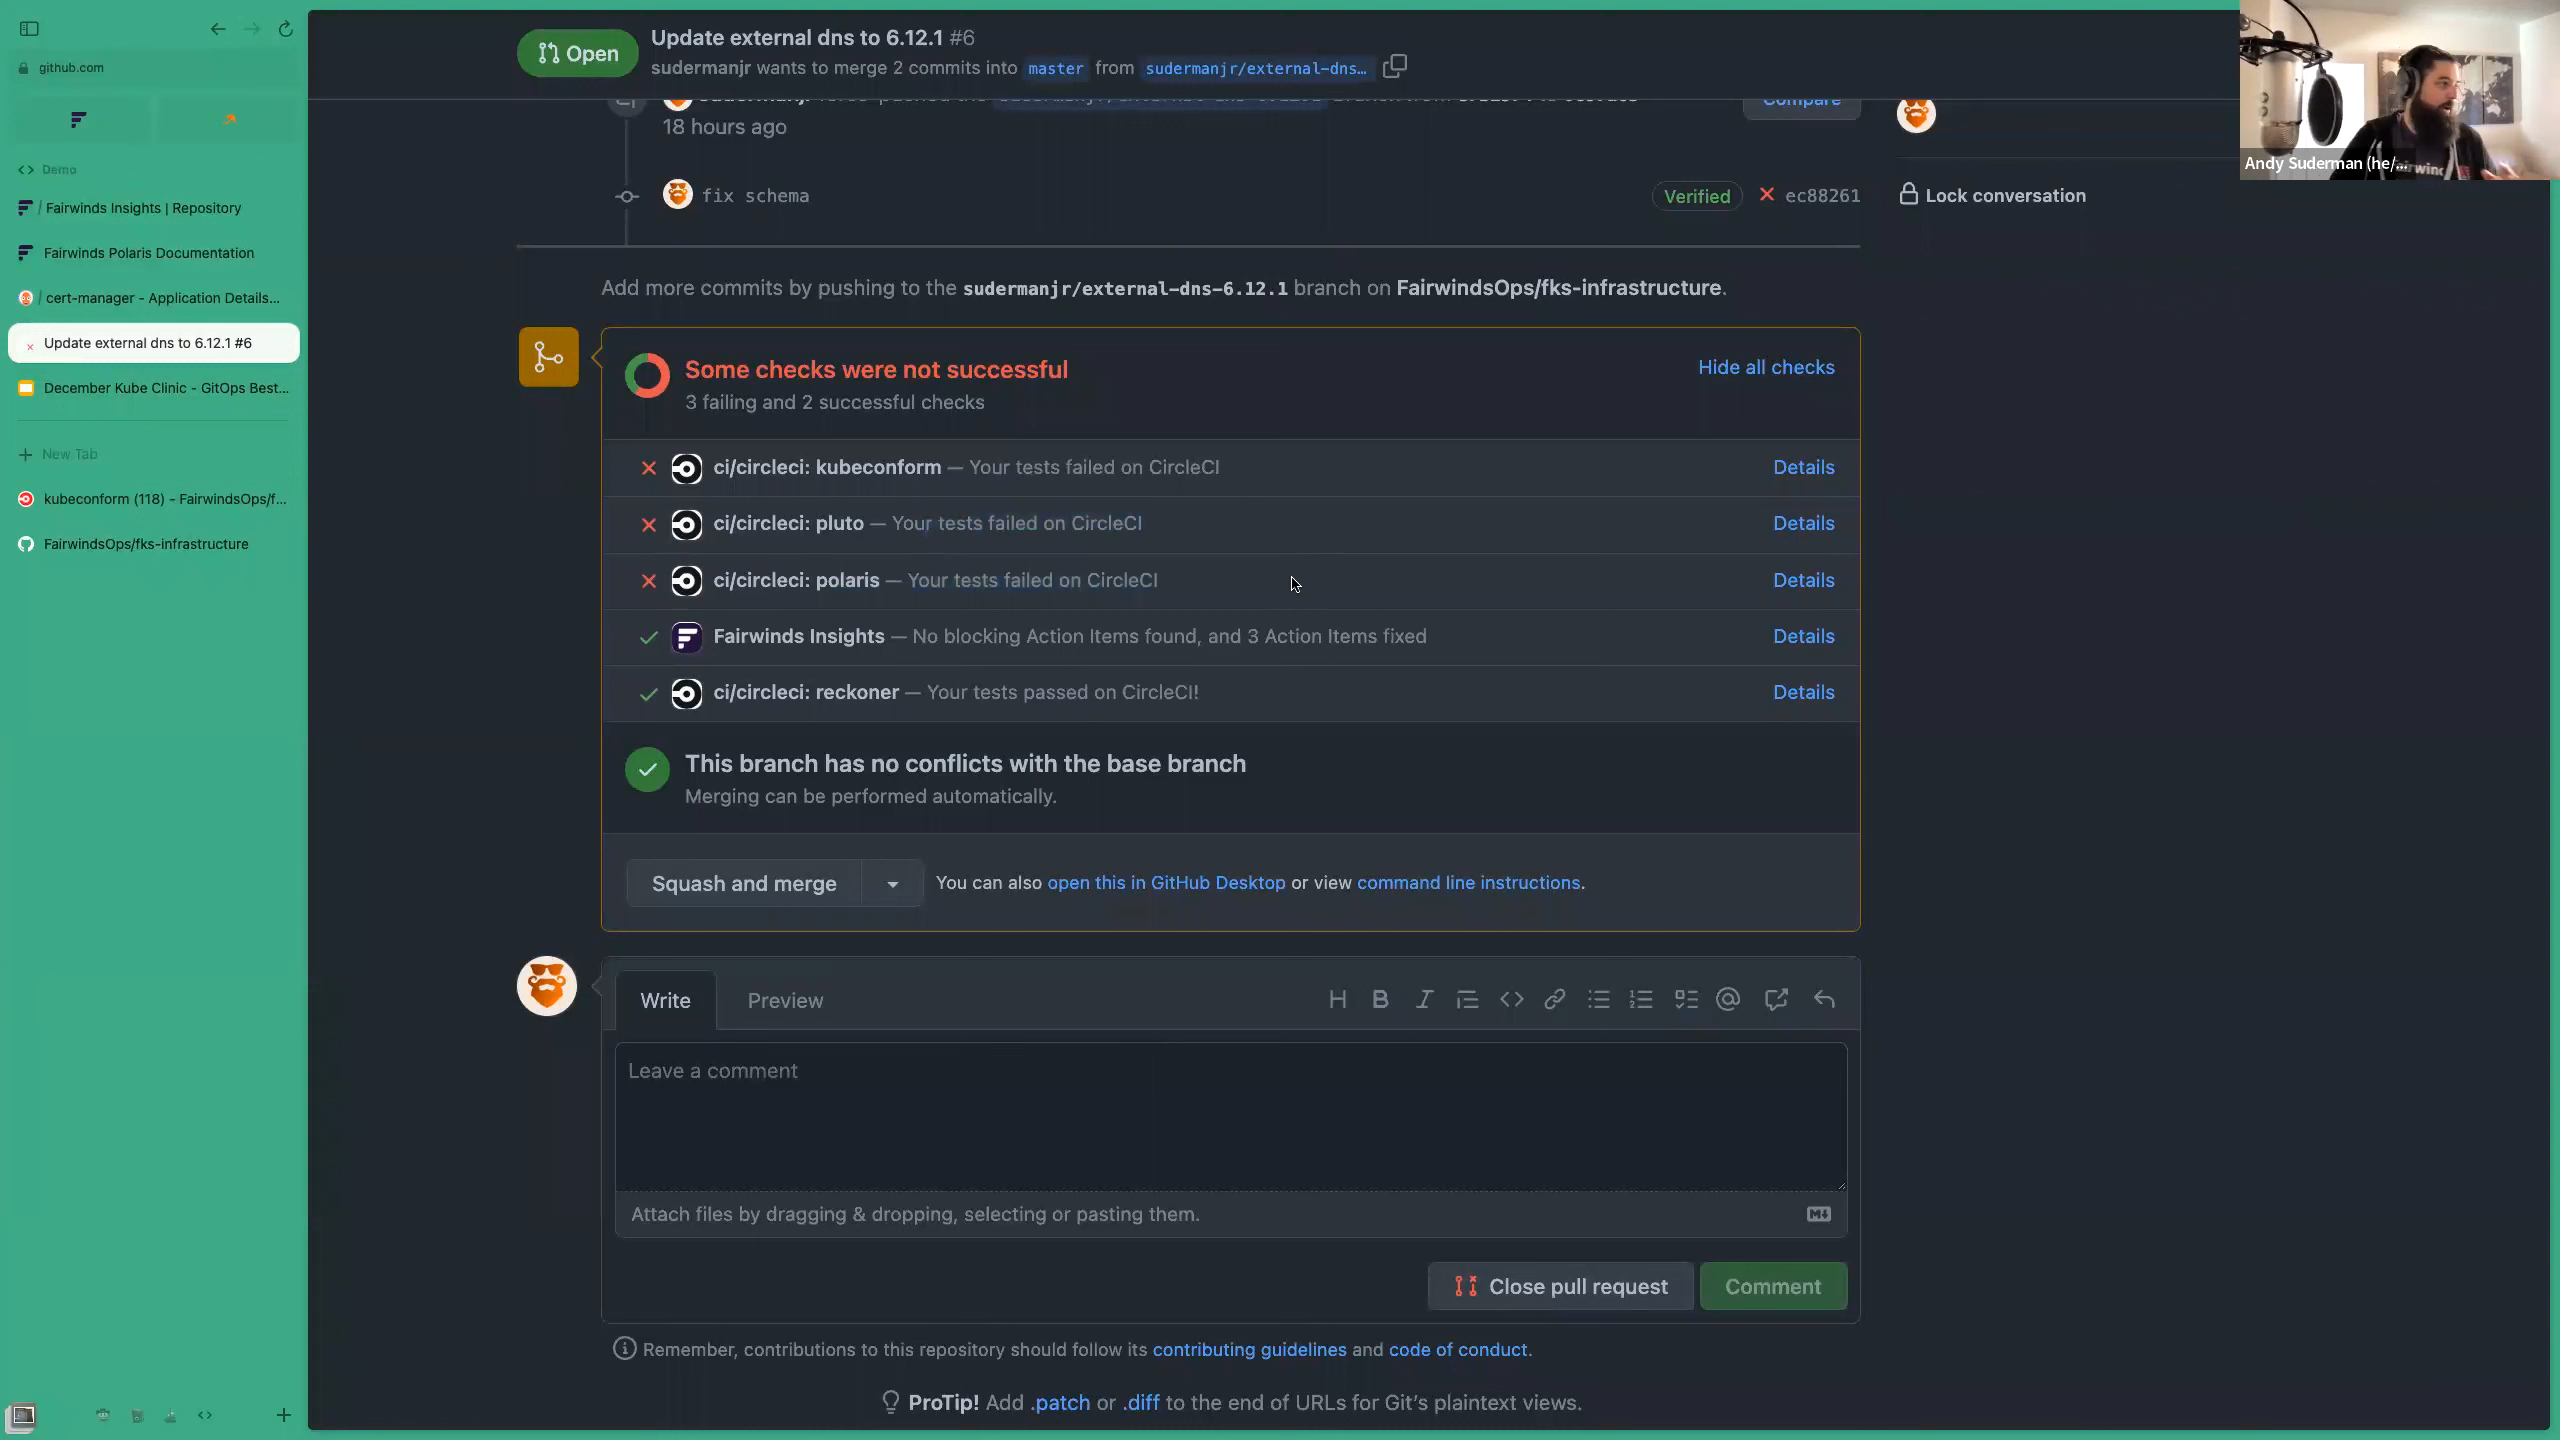 github.com
Demo
/ Fairwinds Insights | Repository
Fairwinds Polaris Documentation
/ cert-manager - Application Details...
Update external dns to 6.12.1 #6
December Kube Clinic - GitOps Best...
New Tab
kubeconform (118) - FairwindsOps/f...
FairwindsOps/fks-infrastructure
Open
Update external dns to 6.12.1 #6
sudermanjr wants to merge 2 commits into master from sudermanjr/external-dns...
Compare
18 hours ago
fix schema
Verified
ec88261
Lock conversation
Andy Suderman (he/...
Add more commits by pushing to the sudermanjr/external-dns-6.12.1 branch on FairwindsOps/fks-infrastructure.
Some checks were not successful
Hide all checks
3 failing and 2 successful checks
ci/circleci: kubeconform — Your tests failed on CircleCI Details
ci/circleci: pluto — Your tests failed on CircleCI Details
ci/circleci: polaris — Your tests failed on CircleCI Details
Fairwinds Insights — No blocking Action Items found, and 3 Action Items fixed Details
ci/circleci: reckoner — Your tests passed on CircleCI! Details
This branch has no conflicts with the base branch
Merging can be performed automatically.
Squash and merge
You can also open this in GitHub Desktop or view command line instructions.
Write Preview
Leave a comment
Attach files by dragging & dropping, selecting or pasting them.
Close pull request
Comment
Remember, contributions to this repository should follow its contributing guidelines and code of conduct.
ProTip! Add .patch or .diff to the end of URLs for Git's plaintext views.